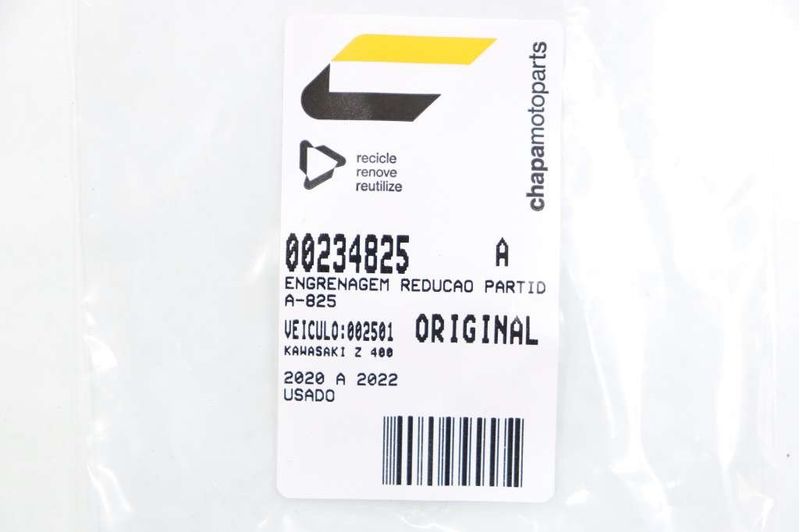 chapamotoparts
recicle
renove
reutilize
00234825 A
ENGRENAGEM REDUCAO PARTID
A-825
VEICULO:002501 ORIGINAL
KAWASAKI Z 400
2020 A 2022
USADO